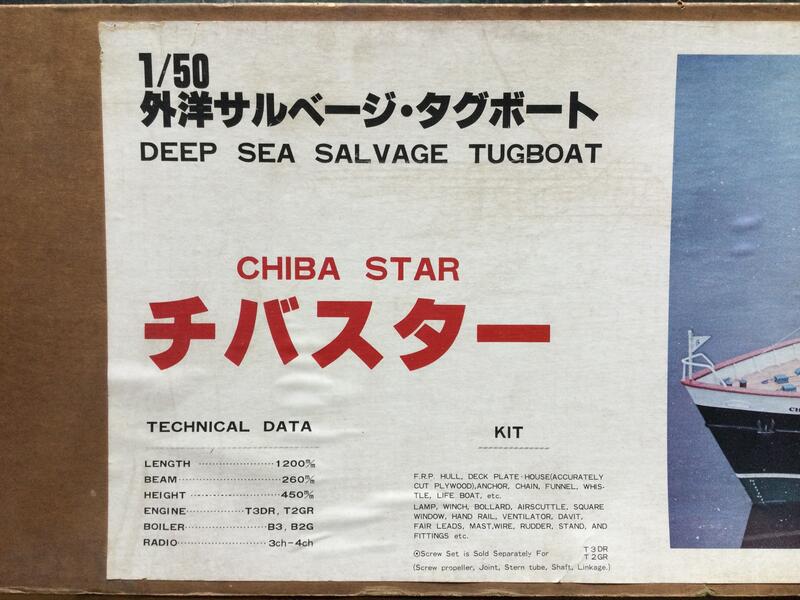 1/50
外洋サルベージ・タグボート
DEEP SEA SALVAGE TUGBOAT
CHIBA STAR
チバスター
TECHNICAL DATA
LENGTH ·················· 1200㎜
BEAM ······················ 260㎜
HEIGHT ···················· 450㎜
ENGINE ············· T3DR, T2GR
BOILER ··················· B3, B2G
RADIO ···················· 3ch-4ch
KIT
F.R.P. HULL, DECK PLATE·HOUSE(ACCURATELY
CUT PLYWOOD),ANCHOR, CHAIN, FUNNEL, WHIS-
TLE, LIFE BOAT, etc.
LAMP, WINCH, BOLLARD, AIRSCUTTLE, SQUARE
WINDOW, HAND RAIL, VENTILATOR, DAVIT,
FAIR LEADS, MAST,WIRE, RUDDER, STAND, AND
FITTINGS etc.
⊙Screw Set is Sold Separately For T3DR
T2GR
(Screw propeller, Joint, Stern tube, Shaft, Linkage.)
CH